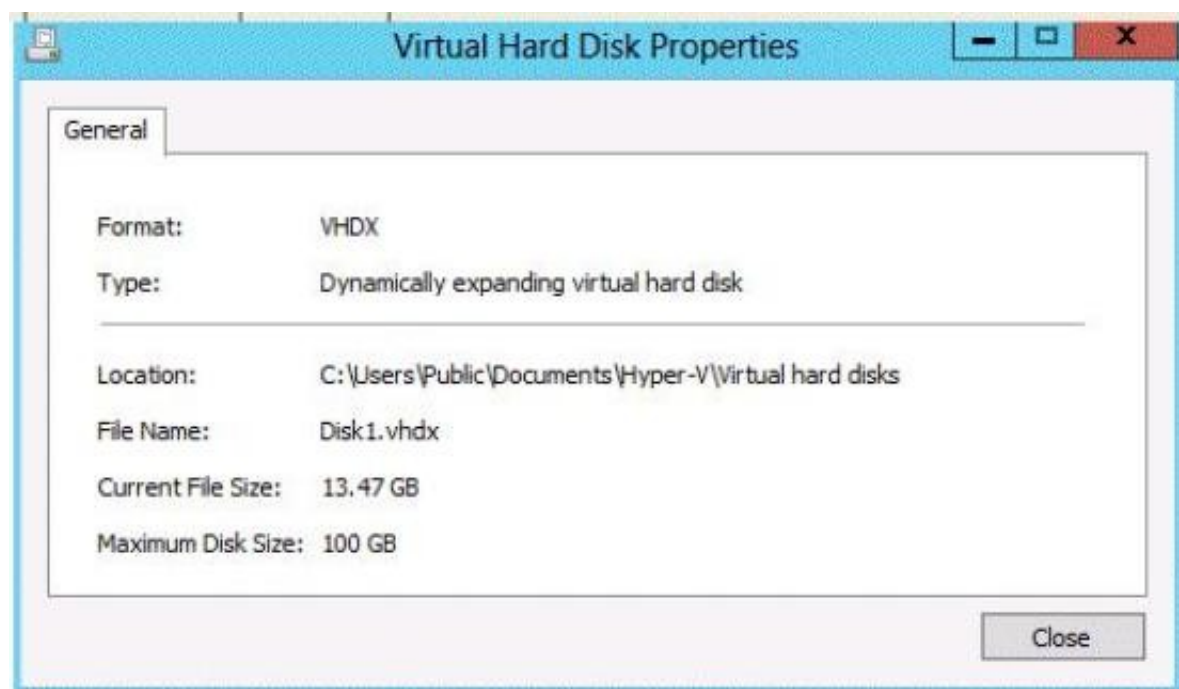 Virtual Hard Disk Properties
General
Format: VHDX
Type: Dynamically expanding virtual hard disk
Location: C:\Users\Public\Documents\Hyper-V\Virtual hard disks
File Name: Disk1.vhdx
Current File Size: 13.47 GB
Maximum Disk Size: 100 GB
Close